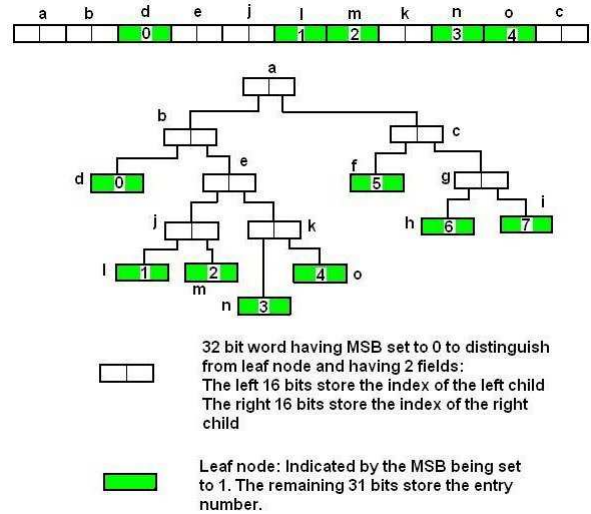 a b d e j l m k n o c
0 1 2 3 4
a
b
c
d 0
e
f
5
g
i
h 6 7
j
k
l 1 2 4 o
m
n 3
32 bit word having MSB set to 0 to distinguish
from leaf node and having 2 fields:
The left 16 bits store the index of the left child
The right 16 bits store the index of the right
child
Leaf node: Indicated by the MSB being set
to 1. The remaining 31 bits store the entry
number.